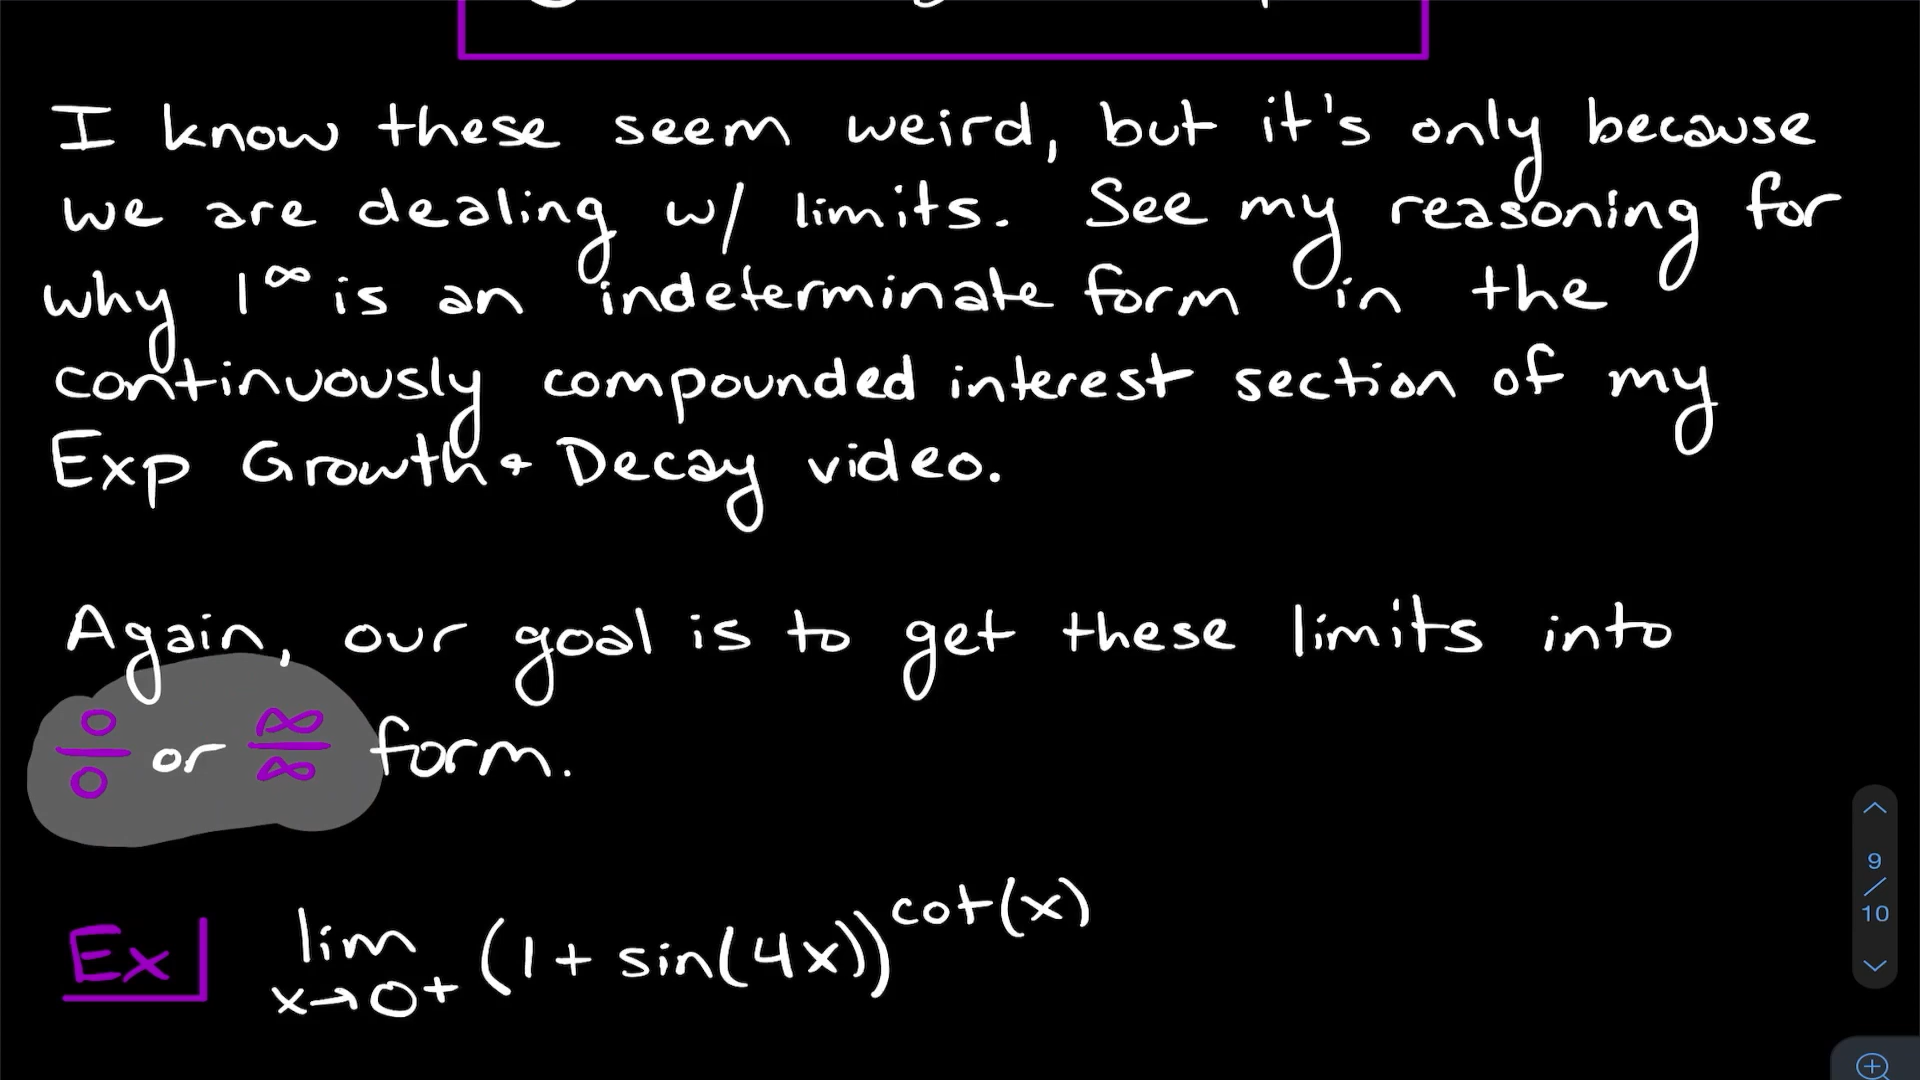 I know these seem weird, but it's only because
we are dealing w/ limits. See my reasoning for
why 1^∞ is an indeterminate form in the
continuously compounded interest section of my
Exp Growth & Decay video.
Again, our goal is to get these limits into
0/0 or ∞/∞ form.
Ex lim x→0+ (1 + sin(4x))^cot(x)
9
/
10